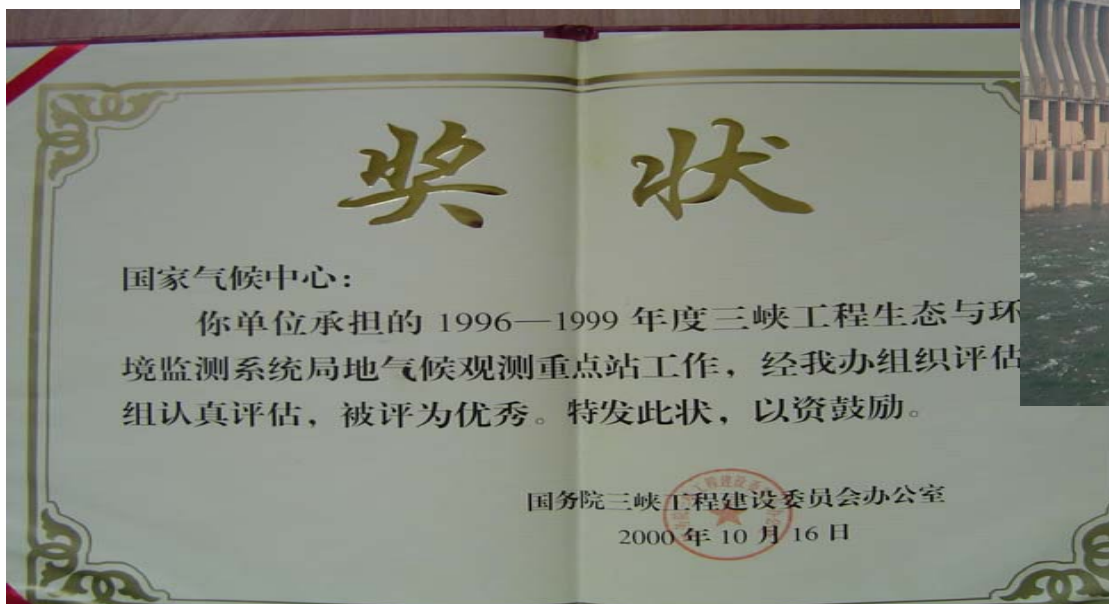 奖状
国家气候中心：
你单位承担的 1996—1999 年度三峡工程生态与环
境监测系统局地气候观测重点站工作，经我办组织评估
组认真评估，被评为优秀。特发此状，以资鼓励。
国务院三峡工程建设委员会办公室
2000 年 10 月 16 日